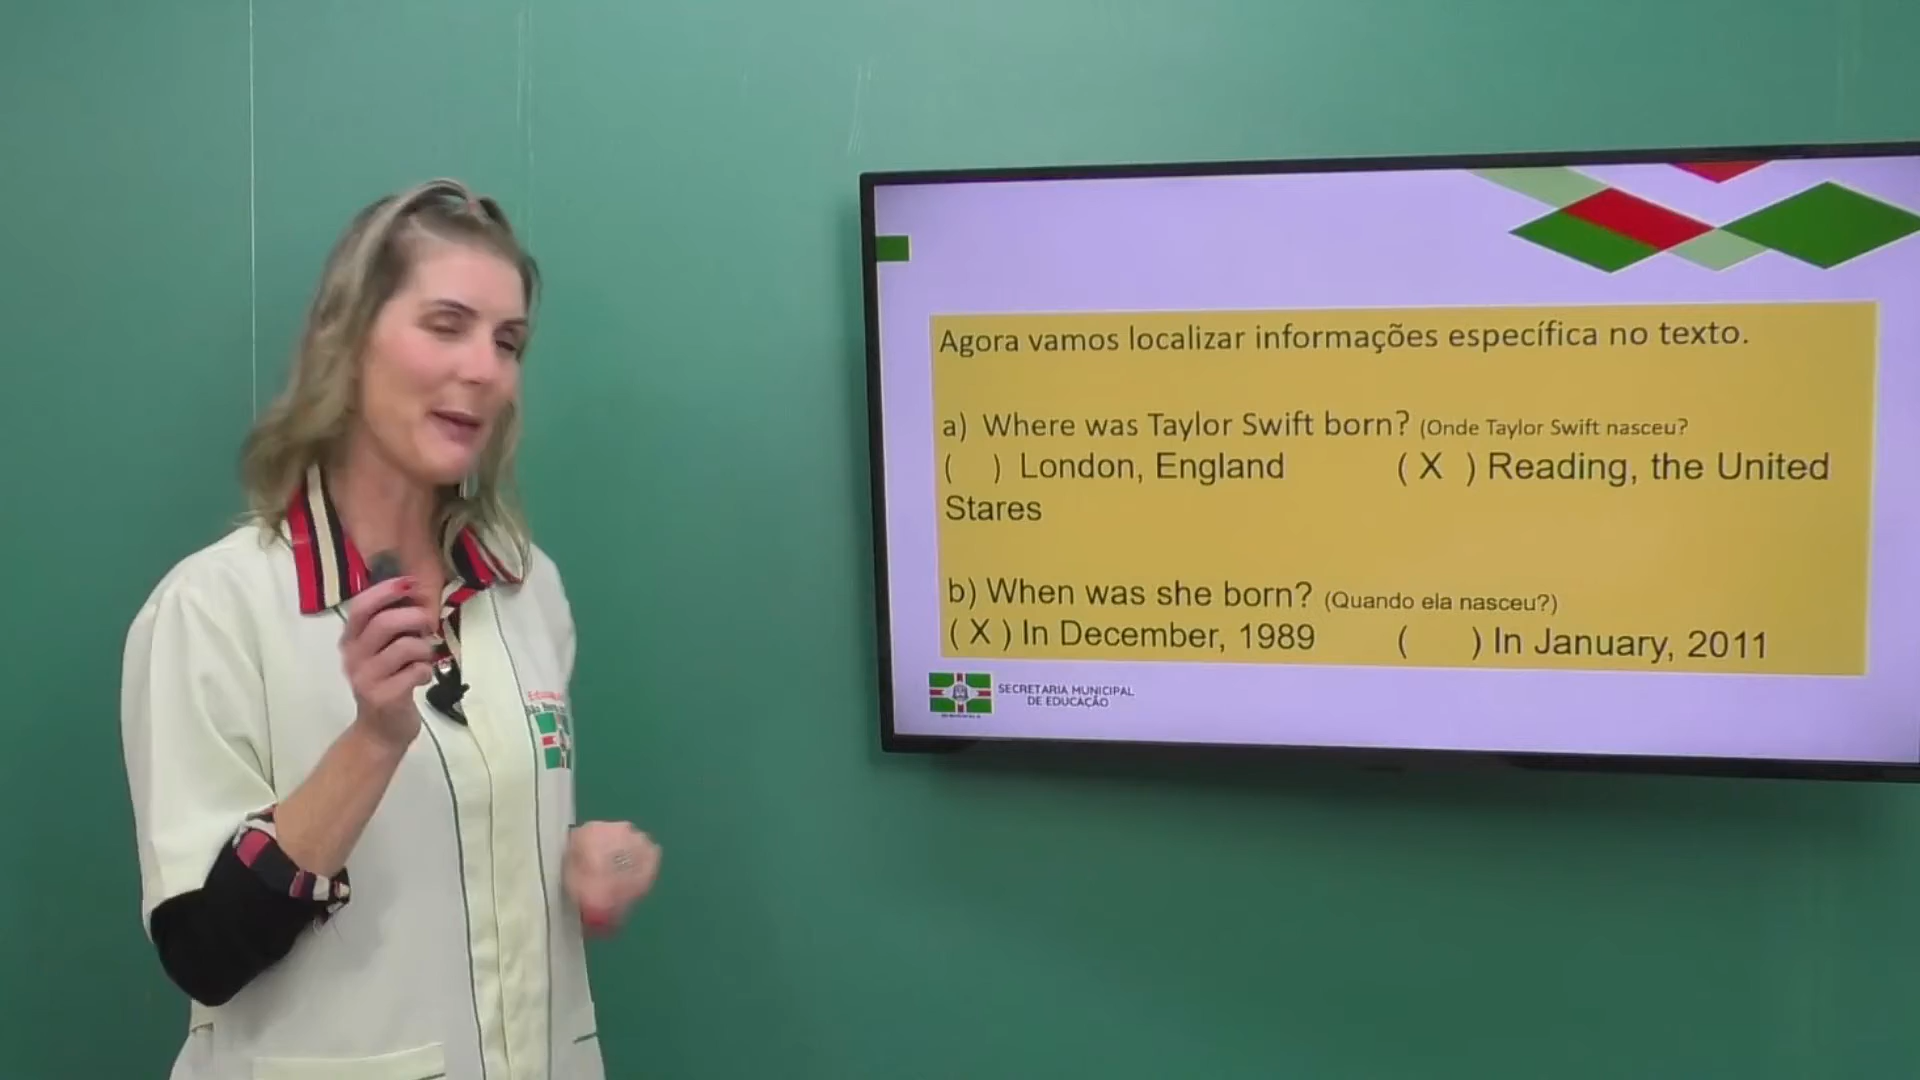 Agora vamos localizar informações específica no texto.
a) Where was Taylor Swift born? (Onde Taylor Swift nasceu?
( ) London, England ( X ) Reading, the United
Stares
b) When was she born? (Quando ela nasceu?)
( X ) In December, 1989 ( ) In January, 2011
SECRETARIA MUNICIPAL
DE EDUCAÇÃO